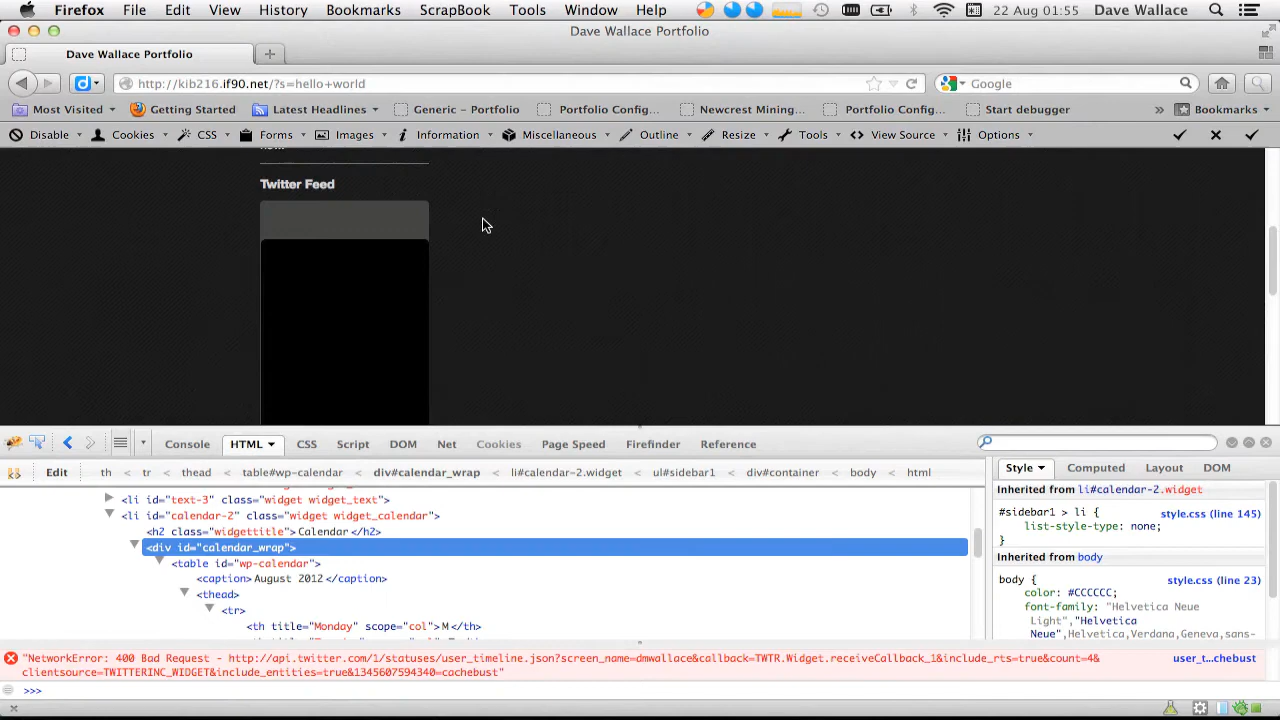 Firefox File Edit View History Bookmarks ScrapBook Tools Window Help 22 Aug 01:55 Dave Wallace
Dave Wallace Portfolio
Dave Wallace Portfolio
http://kib216.if90.net/?s=hello+world Google
Most Visited Getting Started Latest Headlines Generic – Portfolio Portfolio Config... Newcrest Mining... Portfolio Config... Start debugger » Bookmarks
Disable Cookies CSS Forms Images Information Miscellaneous Outline Resize Tools View Source Options
Twitter Feed
Console HTML CSS Script DOM Net Cookies Page Speed Firefinder Reference
Edit th < tr < thead < table#wp-calendar < div#calendar_wrap < li#calendar-2.widget < ul#sidebar1 < div#container < body < html
Style Computed Layout DOM
<li id="text-3" class="widget widget_text">
<li id="calendar-2" class="widget widget_calendar">
<h2 class="widgettitle">Calendar</h2>
<div id="calendar_wrap">
<table id="wp-calendar">
<caption>August 2012</caption>
<thead>
<tr>
<th title="Monday" scope="col">M</th>
Inherited from li#calendar-2.widget
#sidebar1 > li { style.css (line 145)
list-style-type: none;
}
Inherited from body
body { style.css (line 23)
color: #CCCCCC;
font-family: "Helvetica Neue
Light","Helvetica
Neue",Helvetica,Verdana,Geneva,sans-
"NetworkError: 400 Bad Request - http://api.twitter.com/1/statuses/user_timeline.json?screen_name=dmwallace&callback=TWTR.Widget.receiveCallback_1&include_rts=true&count=4& user_t...chebust
clientsource=TWITTERINC_WIDGET&include_entities=true&1345607594340=cachebust"
>>>